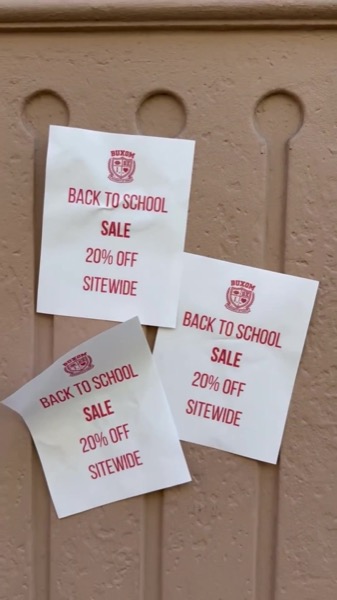 BUXOM
BACK TO SCHOOL
SALE
20% OFF
SITEWIDE
BUXOM
BACK TO SCHOOL
SALE
20% OFF
SITEWIDE
BUXOM
BACK TO SCHOOL
SALE
20% OFF
SITEWIDE